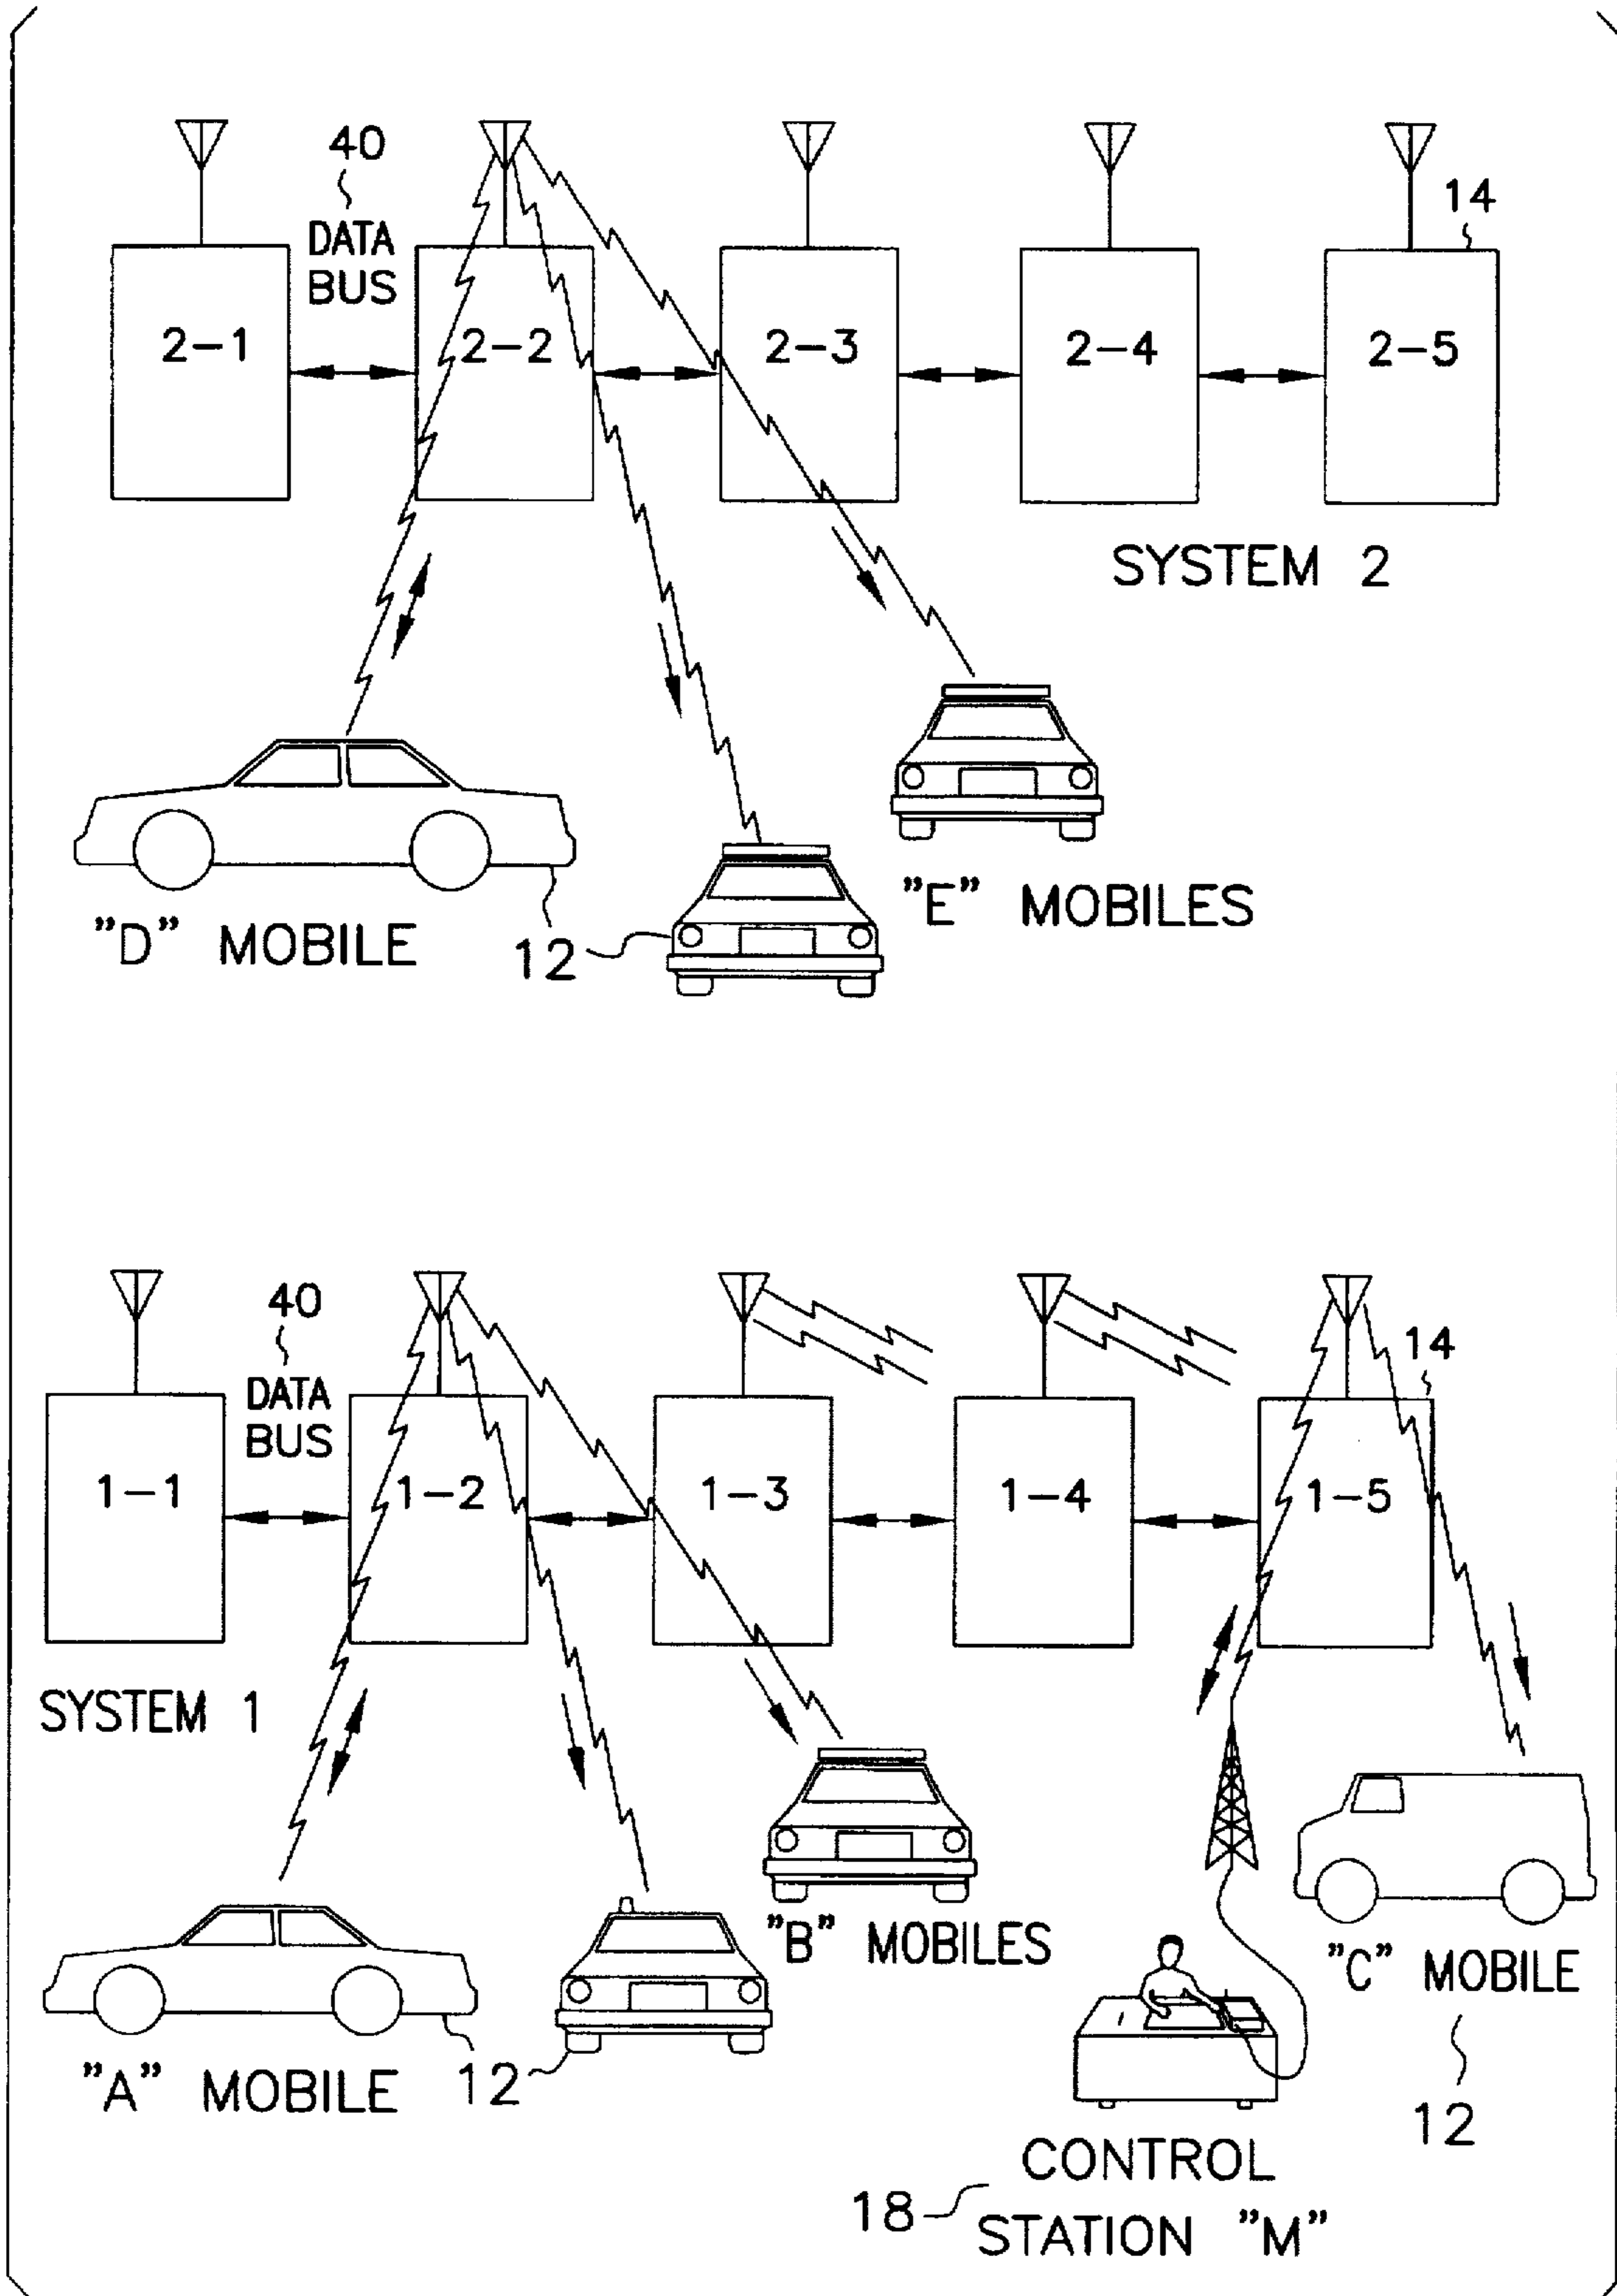 40
DATA
BUS
14
2-1
2-2
2-3
2-4
2-5
SYSTEM 2
"D" MOBILE
12
"E" MOBILES
40
DATA
BUS
14
1-1
1-2
1-3
1-4
1-5
SYSTEM 1
"B" MOBILES
"C" MOBILE
"A" MOBILE
12
12
CONTROL
18
STATION "M"